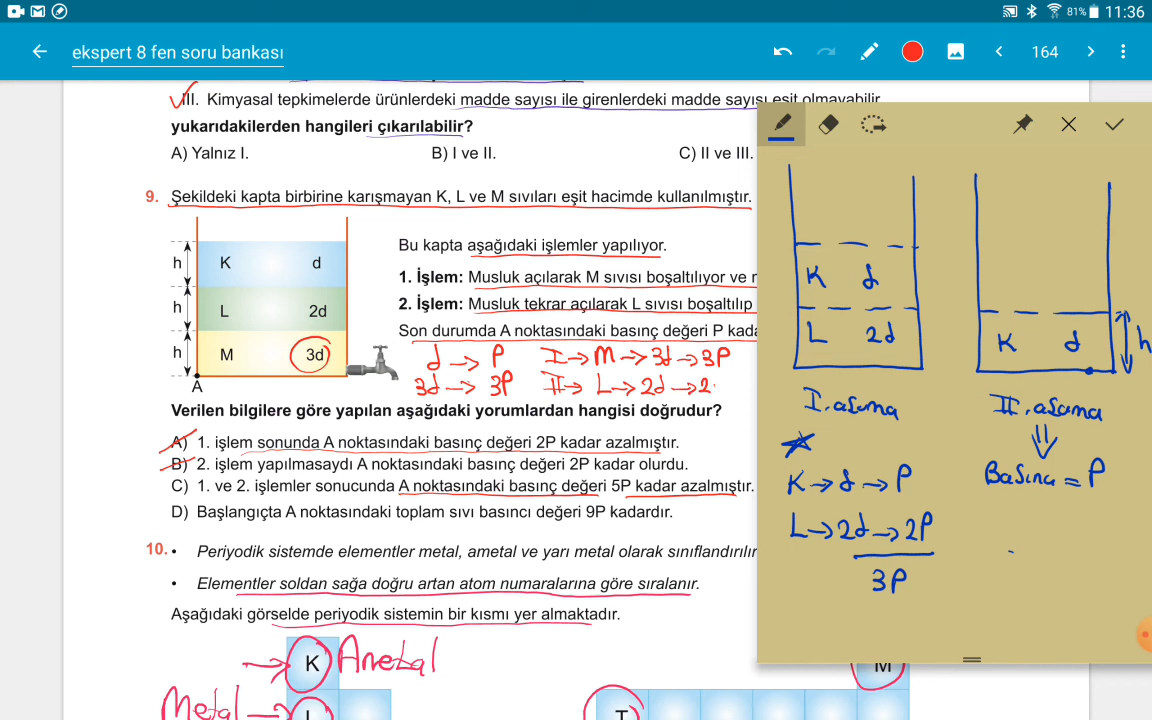 81% 11:36
ekspert 8 fen soru bankası
164
III. Kimyasal tepkimelerde ürünlerdeki madde sayısı ile girenlerdeki madde sayısı eşit olmayabilir
yukarıdakilerden hangileri çıkarılabilir?
A) Yalnız I.
B) I ve II.
C) II ve III.
9. Şekildeki kapta birbirine karışmayan K, L ve M sıvıları eşit hacimde kullanılmıştır.
h K d
h L 2d
h M 3d
A
Bu kapta aşağıdaki işlemler yapılıyor.
1. İşlem: Musluk açılarak M sıvısı boşaltılıyor ve
2. İşlem: Musluk tekrar açılarak L sıvısı boşaltılıp
Son durumda A noktasındaki basınç değeri P kada
d → P I → M → 3d → 3P
3d → 3P II → L → 2d → 2
Verilen bilgilere göre yapılan aşağıdaki yorumlardan hangisi doğrudur?
A) 1. işlem sonunda A noktasındaki basınç değeri 2P kadar azalmıştır.
B) 2. işlem yapılmasaydı A noktasındaki basınç değeri 2P kadar olurdu.
C) 1. ve 2. işlemin sonucunda A noktasındaki basınç değeri 5P kadar azalmıştır.
D) Başlangıçta A noktasındaki toplam sıvı basıncı değeri 9P kadardır.
10. • Periyodik sistemde elementler metal, ametal ve yarı metal olarak sınıflandırılır
• Elementler soldan sağa doğru artan atom numaralarına göre sıralanır.
Aşağıdaki görselde periyodik sistemin bir kısmı yer almaktadır.
→ K Ametal
Metal → L
T
M
K d
L 2d
I. aşama
K → d → P
L → 2d → 2P
3P
K d h
II. aşama
Basınç = P